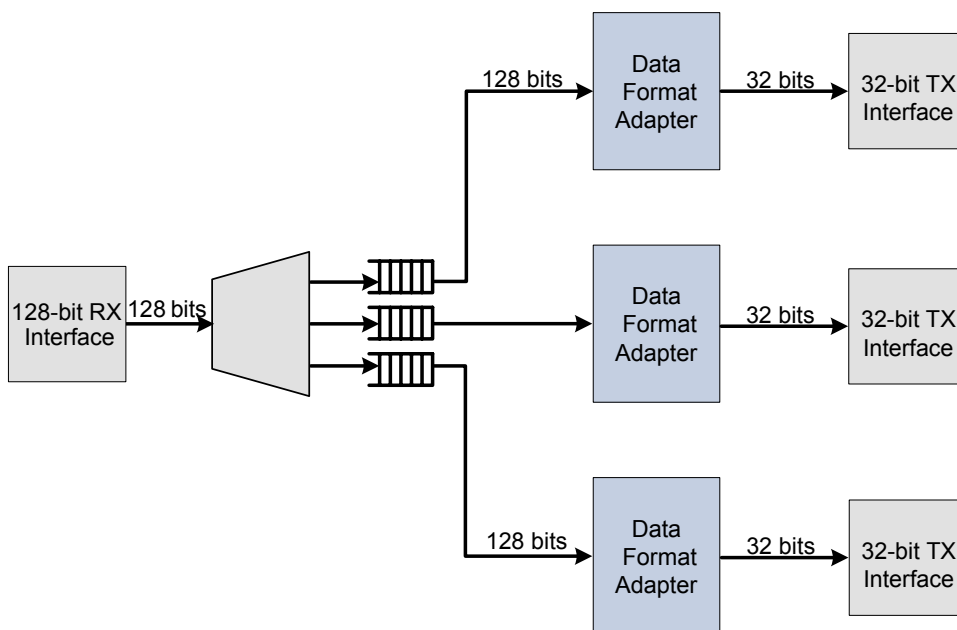 128-bit RX
Interface
128 bits
128 bits
Data
Format
Adapter
32 bits
32-bit TX
Interface
Data
Format
Adapter
32 bits
32-bit TX
Interface
128 bits
Data
Format
Adapter
32 bits
32-bit TX
Interface